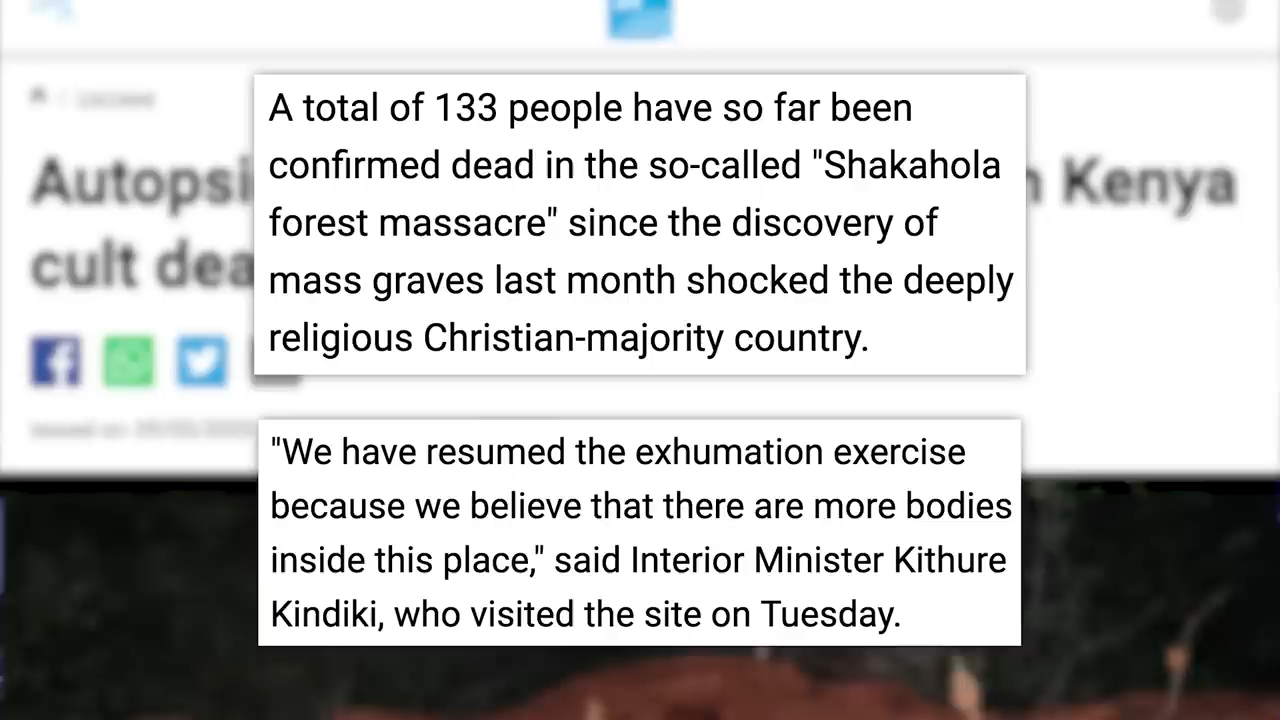 A total of 133 people have so far been
confirmed dead in the so-called "Shakahola
forest massacre" since the discovery of
mass graves last month shocked the deeply
religious Christian-majority country.
Autopsi
n Kenya
cult dea
"We have resumed the exhumation exercise
because we believe that there are more bodies
inside this place," said Interior Minister Kithure
Kindiki, who visited the site on Tuesday.